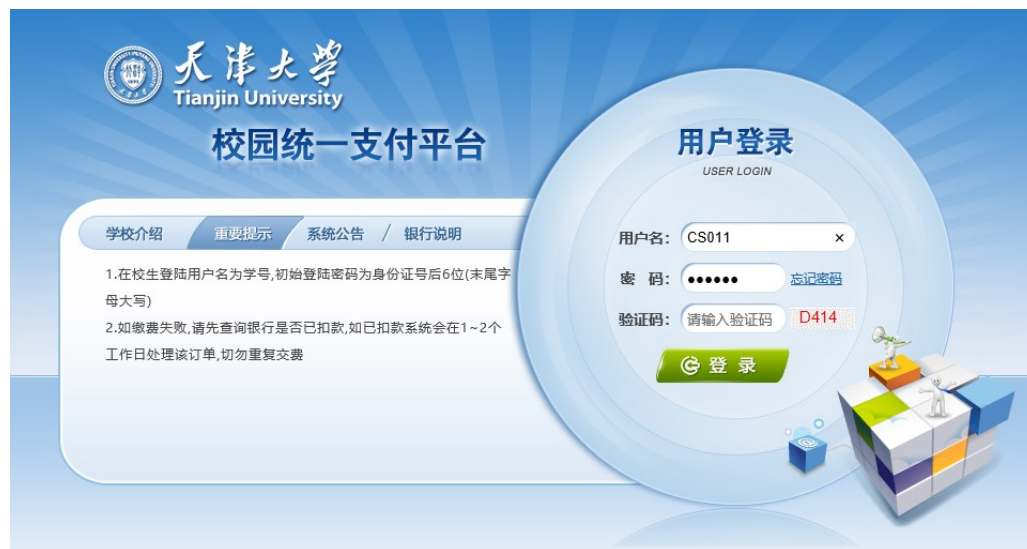 天津大学
Tianjin University
校园统一支付平台
学校介绍 重要提示 系统公告 / 银行说明
1.在校生登陆用户名为学号,初始登陆密码为身份证号后6位(末尾字
母大写)
2.如缴费失败,请先查询银行是否已扣款,如已扣款系统会在1~2个
工作日处理该订单,切勿重复交费
用户登录
USER LOGIN
用户名: CS011 ×
密 码: ●●●●●● 忘记密码
验证码: 请输入验证码 D414
登 录